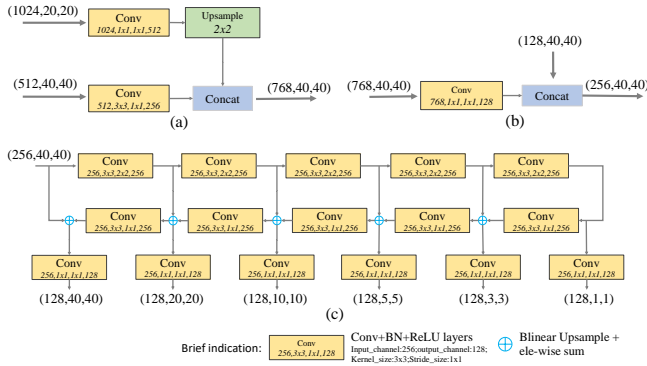 (1024,20,20)
Conv
1024,1x1,1x1,512
Upsample
2x2
(512,40,40)
Conv
512,3x3,1x1,256
Concat
(768,40,40)
(a)
(128,40,40)
(768,40,40)
Conv
768,1x1,1x1,128
Concat
(256,40,40)
(b)
(256,40,40)
Conv
256,3x3,2x2,256
Conv
256,3x3,2x2,256
Conv
256,3x3,2x2,256
Conv
256,3x3,2x2,256
Conv
256,3x3,2x2,256
Conv
256,3x3,1x1,256
Conv
256,3x3,1x1,256
Conv
256,3x3,1x1,256
Conv
256,3x3,1x1,256
Conv
256,3x3,1x1,256
Conv
256,1x1,1x1,128
Conv
256,1x1,1x1,128
Conv
256,1x1,1x1,128
Conv
256,1x1,1x1,128
Conv
256,1x1,1x1,128
Conv
256,1x1,1x1,128
(128,40,40)
(128,20,20)
(128,10,10)
(128,5,5)
(128,3,3)
(128,1,1)
(c)
Brief indication:
Conv
256,3x3,1x1,128
Conv+BN+ReLU layers
Input_channel:256;output_channel:128;
Kernel_size:3x3;Stride_size:1x1
Blinear Upsample +
ele-wise sum